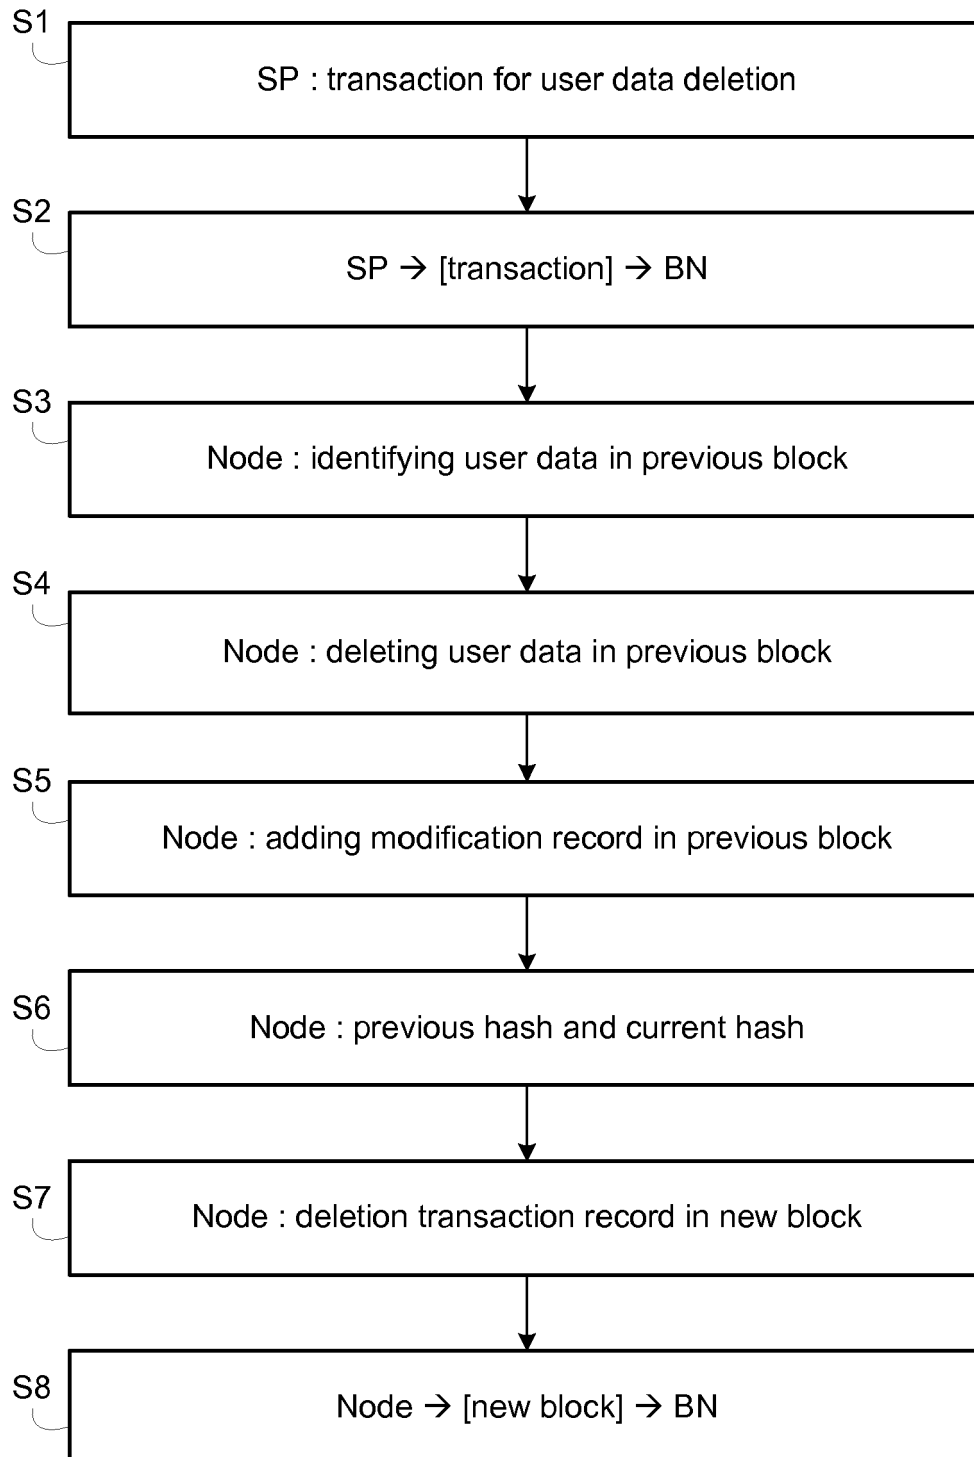 S1
SP : transaction for user data deletion
S2
SP → [transaction] → BN
S3
Node : identifying user data in previous block
S4
Node : deleting user data in previous block
S5
Node : adding modification record in previous block
S6
Node : previous hash and current hash
S7
Node : deletion transaction record in new block
S8
Node → [new block] → BN